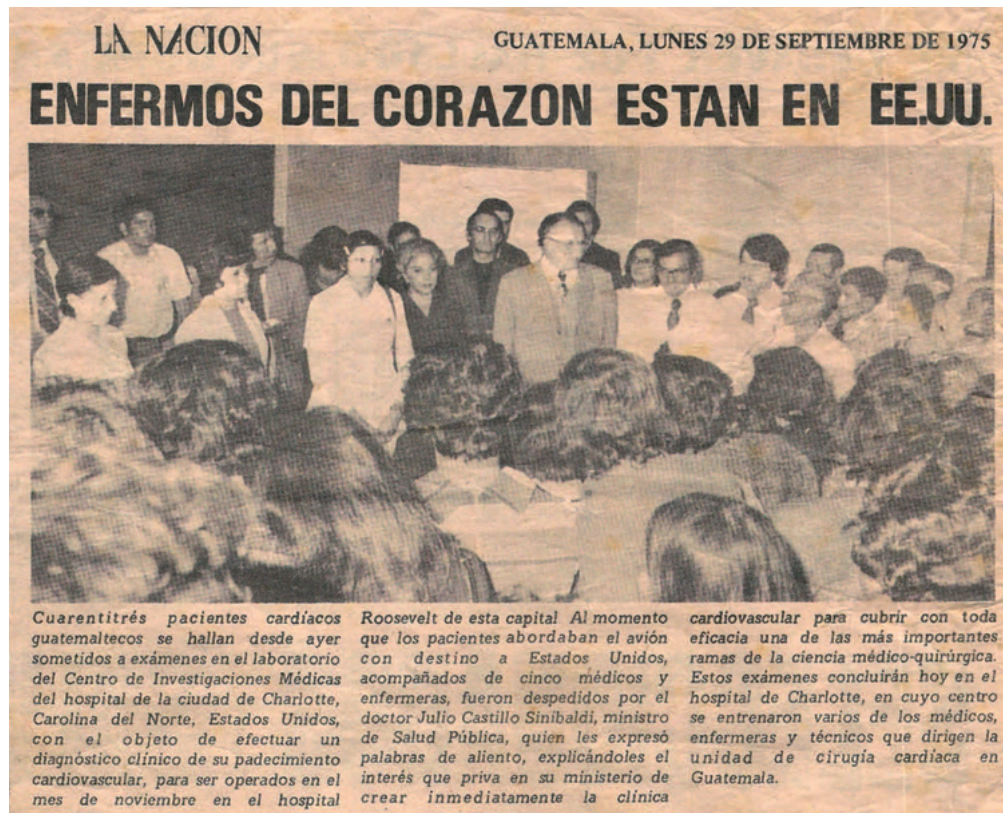 LA NACION
GUATEMALA, LUNES 29 DE SEPTIEMBRE DE 1975
ENFERMOS DEL CORAZON ESTAN EN EE.UU.
Cuarentitrés pacientes cardíacos
guatemaltecos se hallan desde ayer
sometidos a exámenes en el laboratorio
del Centro de Investigaciones Médicas
del hospital de la ciudad de Charlotte,
Carolina del Norte, Estados Unidos,
con el objeto de efectuar un
diagnóstico clínico de su padecimiento
cardiovascular, para ser operados en el
mes de noviembre en el hospital
Roosevelt de esta capital Al momento
que los pacientes abordaban el avión
con destino a Estados Unidos,
acompañados de cinco médicos y
enfermeras, fueron despedidos por el
doctor Julio Castillo Sinibaldi, ministro
de Salud Pública, quien les expresó
palabras de aliento, explicándoles el
interés que priva en su ministerio de
crear inmediatamente la clínica
cardiovascular para cubrir con toda
eficacia una de las más importantes
ramas de la ciencia médico-quirúrgica.
Estos exámenes concluirán hoy en el
hospital de Charlotte, en cuyo centro
se entrenaron varios de los médicos,
enfermeras y técnicos que dirigen la
unidad de cirugía cardíaca en
Guatemala.